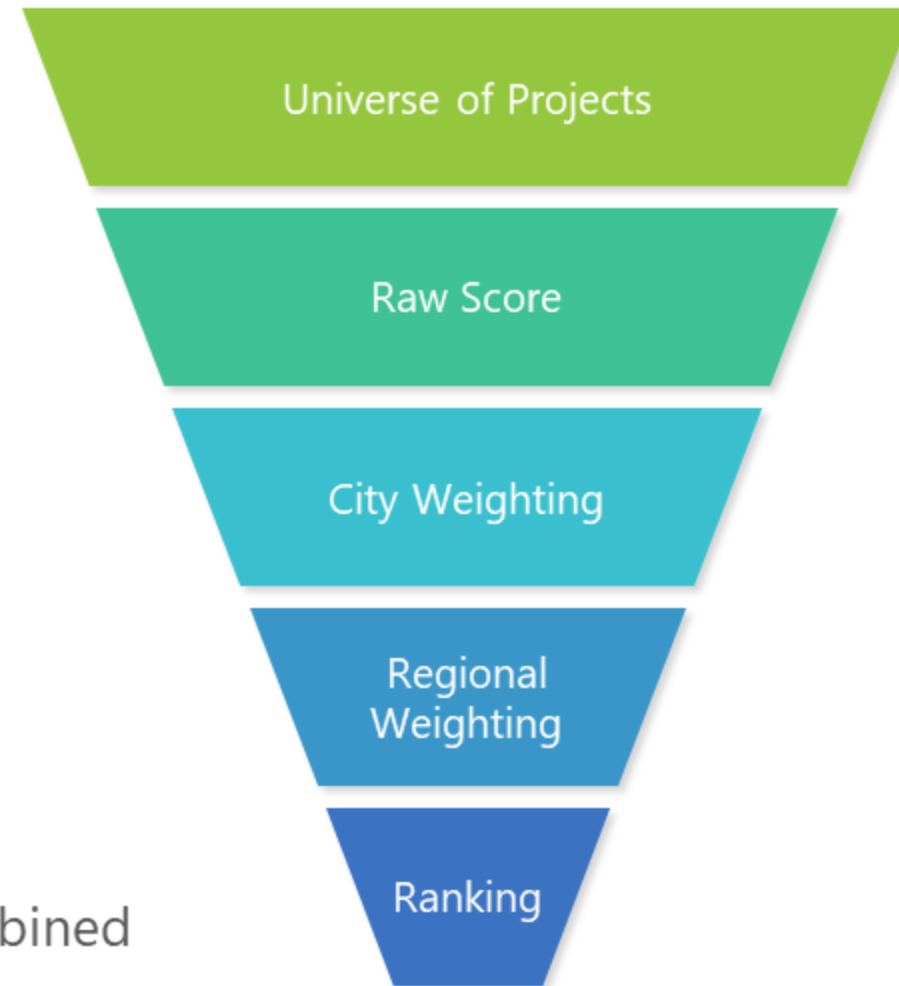 Universe of Projects
Raw Score
City Weighting
Regional
Weighting
Ranking
bined